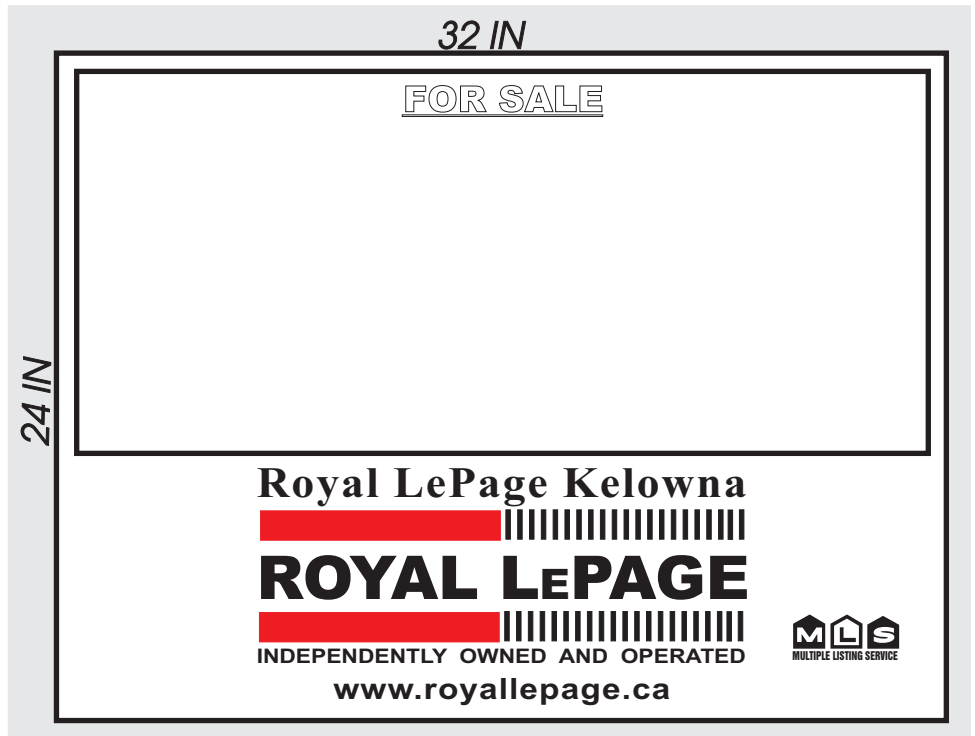 32 IN
FOR SALE
24 IN
Royal LePage Kelowna
ROYAL LEPAGE
INDEPENDENTLY OWNED AND OPERATED
www.royallepage.ca
MLS
MULTIPLE LISTING SERVICE